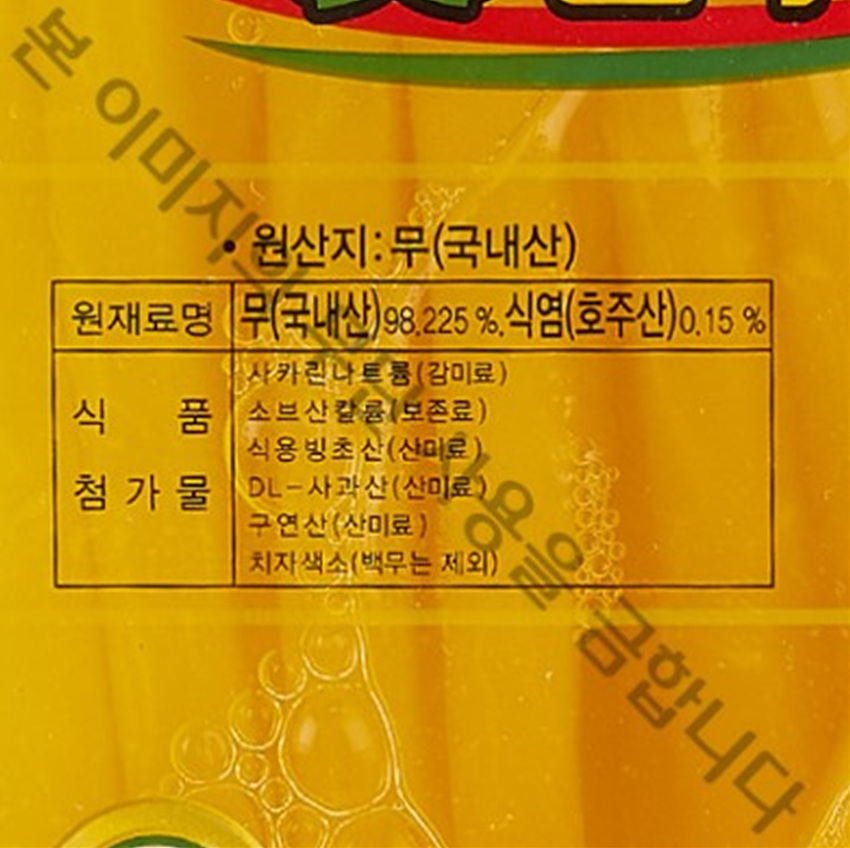 • 원산지:무(국내산)
원재료명 무(국내산)98.225 %,식염(호주산)0.15 %
식 품 첨 가 물
사카린나트륨(감미료)
소브산칼륨(보존료)
식용빙초산(산미료)
DL-사과산(산미료)
구연산(산미료)
치자색소(백무는 제외)
본 이미지의 무단 사용을 금합니다